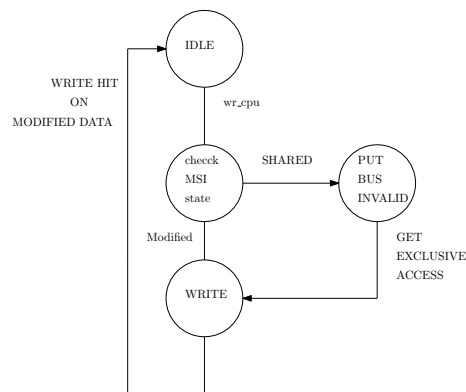 IDLE
WRITE HIT
ON
MODIFIED DATA
wr_cpu
checck
MSI
state
SHARED
PUT
BUS
INVALID
Modified
GET
EXCLUSIVE
ACCESS
WRITE